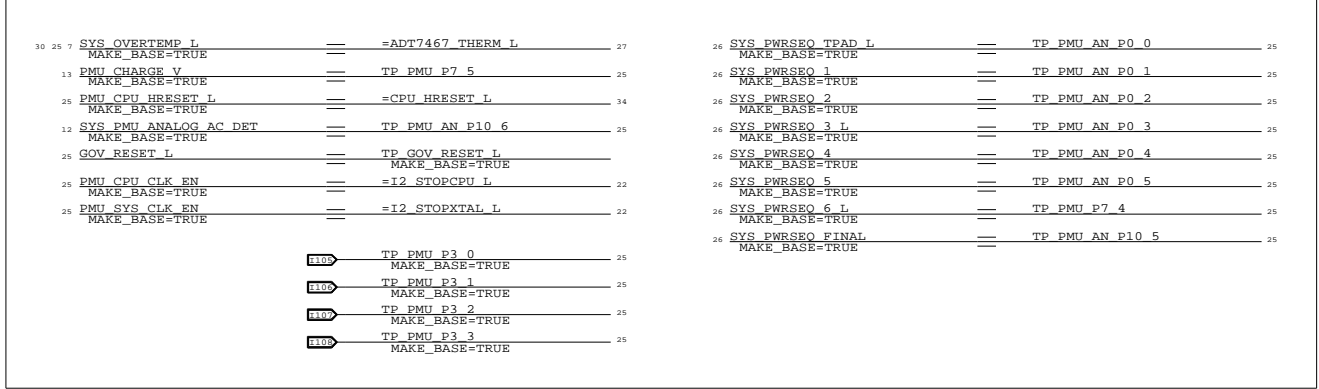 30 25 7 SYS_OVERTEMP_L =ADT7467_THERM_L 27
MAKE_BASE=TRUE
13 PMU_CHARGE_V TP_PMU_P7_5 25
MAKE_BASE=TRUE
25 PMU_CPU_HRESET_L =CPU_HRESET_L 34
MAKE_BASE=TRUE
12 SYS_PMU_ANALOG_AC_DET TP_PMU_AN_P10_6 25
MAKE_BASE=TRUE
25 GOV_RESET_L TP_GOV_RESET_L
MAKE_BASE=TRUE
25 PMU_CPU_CLK_EN =I2_STOPCPU_L 22
MAKE_BASE=TRUE
25 PMU_SYS_CLK_EN =I2_STOPXTAL_L 22
MAKE_BASE=TRUE
I105 TP_PMU_P3_0 25
MAKE_BASE=TRUE
I106 TP_PMU_P3_1 25
MAKE_BASE=TRUE
I107 TP_PMU_P3_2 25
MAKE_BASE=TRUE
I108 TP_PMU_P3_3 25
MAKE_BASE=TRUE
26 SYS_PWRSEQ_TPAD_L TP_PMU_AN_P0_0 25
MAKE_BASE=TRUE
26 SYS_PWRSEQ_1 TP_PMU_AN_P0_1 25
MAKE_BASE=TRUE
26 SYS_PWRSEQ_2 TP_PMU_AN_P0_2 25
MAKE_BASE=TRUE
26 SYS_PWRSEQ_3_L TP_PMU_AN_P0_3 25
MAKE_BASE=TRUE
26 SYS_PWRSEQ_4 TP_PMU_AN_P0_4 25
MAKE_BASE=TRUE
26 SYS_PWRSEQ_5 TP_PMU_AN_P0_5 25
MAKE_BASE=TRUE
26 SYS_PWRSEQ_6_L TP_PMU_P7_4 25
MAKE_BASE=TRUE
26 SYS_PWRSEQ_FINAL TP_PMU_AN_P10_5 25
MAKE_BASE=TRUE